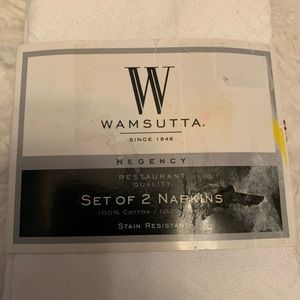 W
WAMSUTTA.
SINCE 1846
REGENCY
RESTAURANT
QUALITY
SET OF 2 NAPKINS
100% COTTON / 100%
STAIN RESISTANT